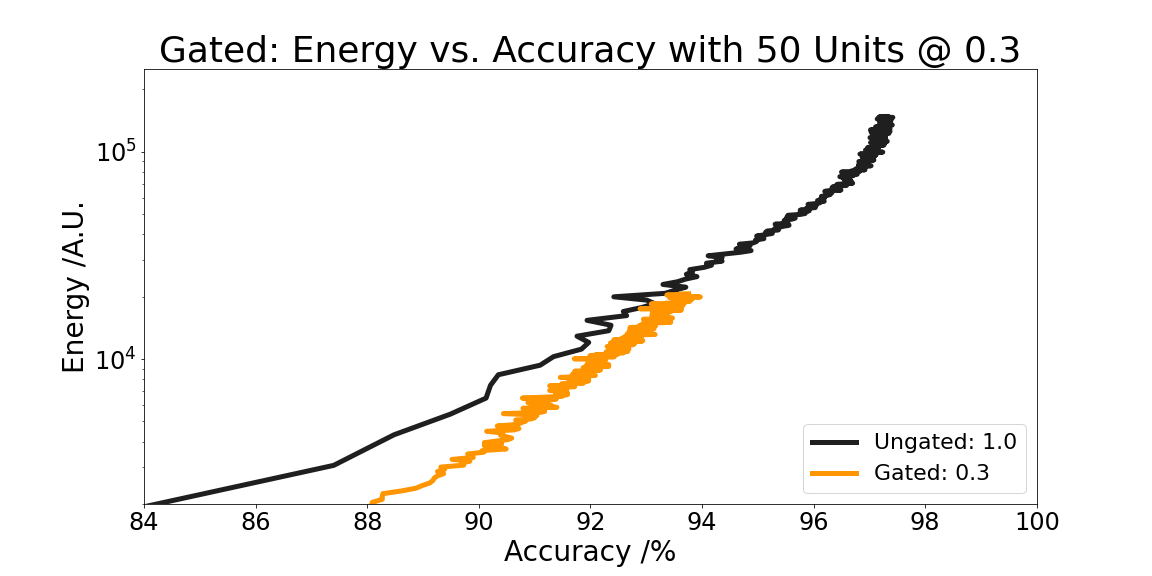 Gated: Energy vs. Accuracy with 50 Units @ 0.3
10^5
10^4
Energy /A.U.
Ungated: 1.0
Gated: 0.3
84 86 88 90 92 94 96 98 100
Accuracy /%